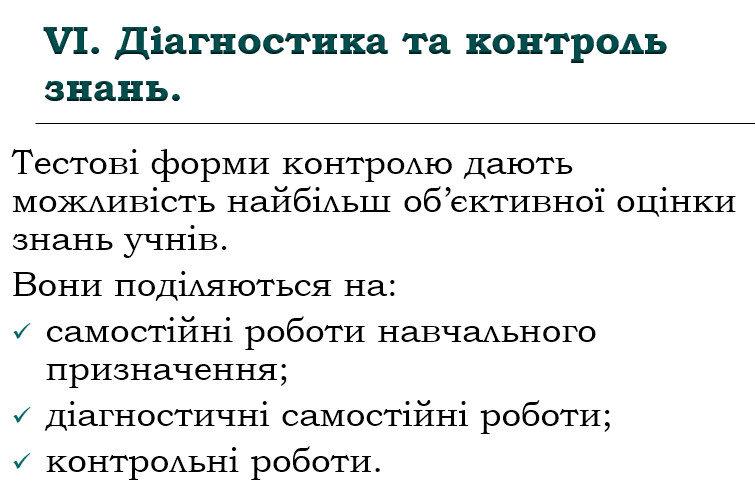 VI. Діагностика та контроль
знань.
Тестові форми контролю дають
можливість найбільш об’єктивної оцінки
знань учнів.
Вони поділяються на:
✓ самостійні роботи навчального
призначення;
✓ діагностичні самостійні роботи;
✓ контрольні роботи.